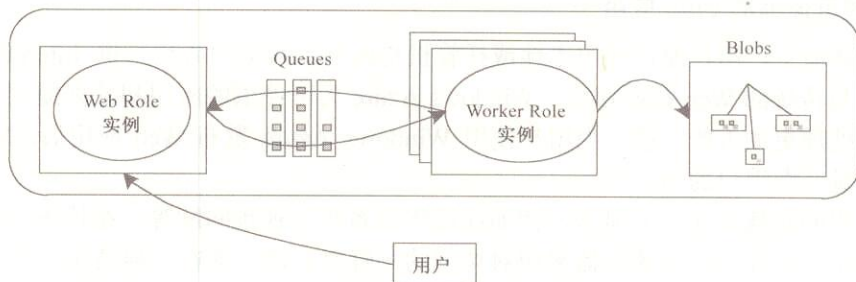 Queues
Blobs
Web Role
实例
Worker Role
实例
用户